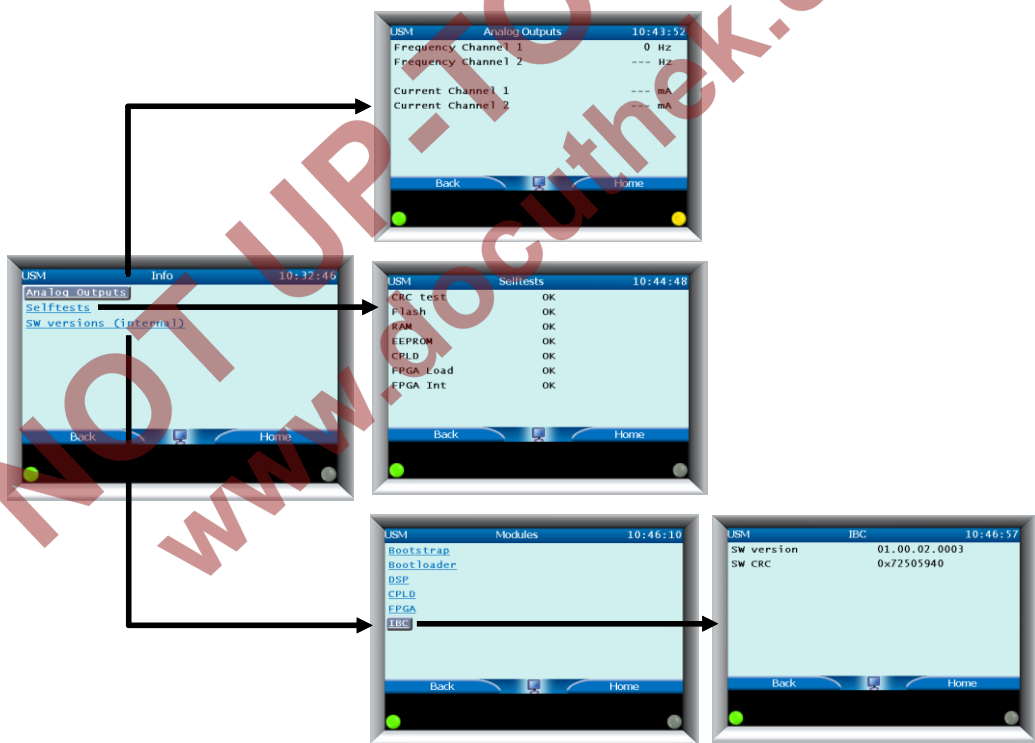 USM Analog Outputs 10:43:52
Frequency Channel 1 0 Hz
Frequency Channel 2 --- Hz
Current Channel 1 --- mA
Current Channel 2 --- mA
Back Home
USM Info 10:32:46
Analog Outputs
Selftests
SW versions (internal)
Back Home
USM Selftests 10:44:48
CRC test OK
Flash OK
RAM OK
EEPROM OK
CPLD OK
FPGA Load OK
FPGA Int OK
Back Home
USM Modules 10:46:10
Bootstrap
Bootloader
DSP
CPLD
FPGA
IBC
Back Home
USM IBC 10:46:57
SW version 01.00.02.0003
SW CRC 0x72505940
Back Home
NOT UP-TO
www.docuthek.